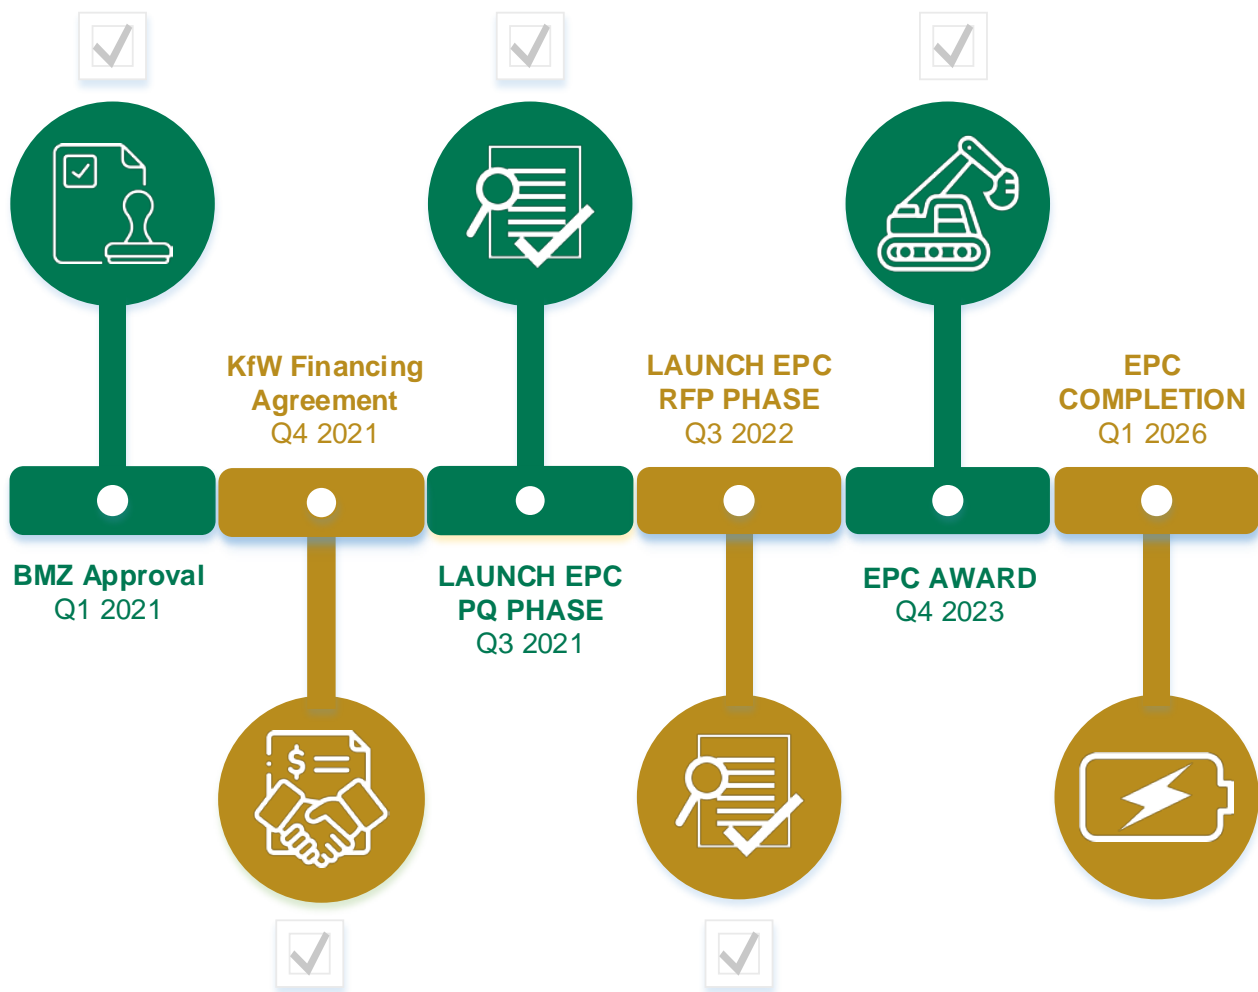 BMZ Approval
Q1 2021
KfW Financing
Agreement
Q4 2021
LAUNCH EPC
PQ PHASE
Q3 2021
LAUNCH EPC
RFP PHASE
Q3 2022
EPC AWARD
Q4 2023
EPC
COMPLETION
Q1 2026
$